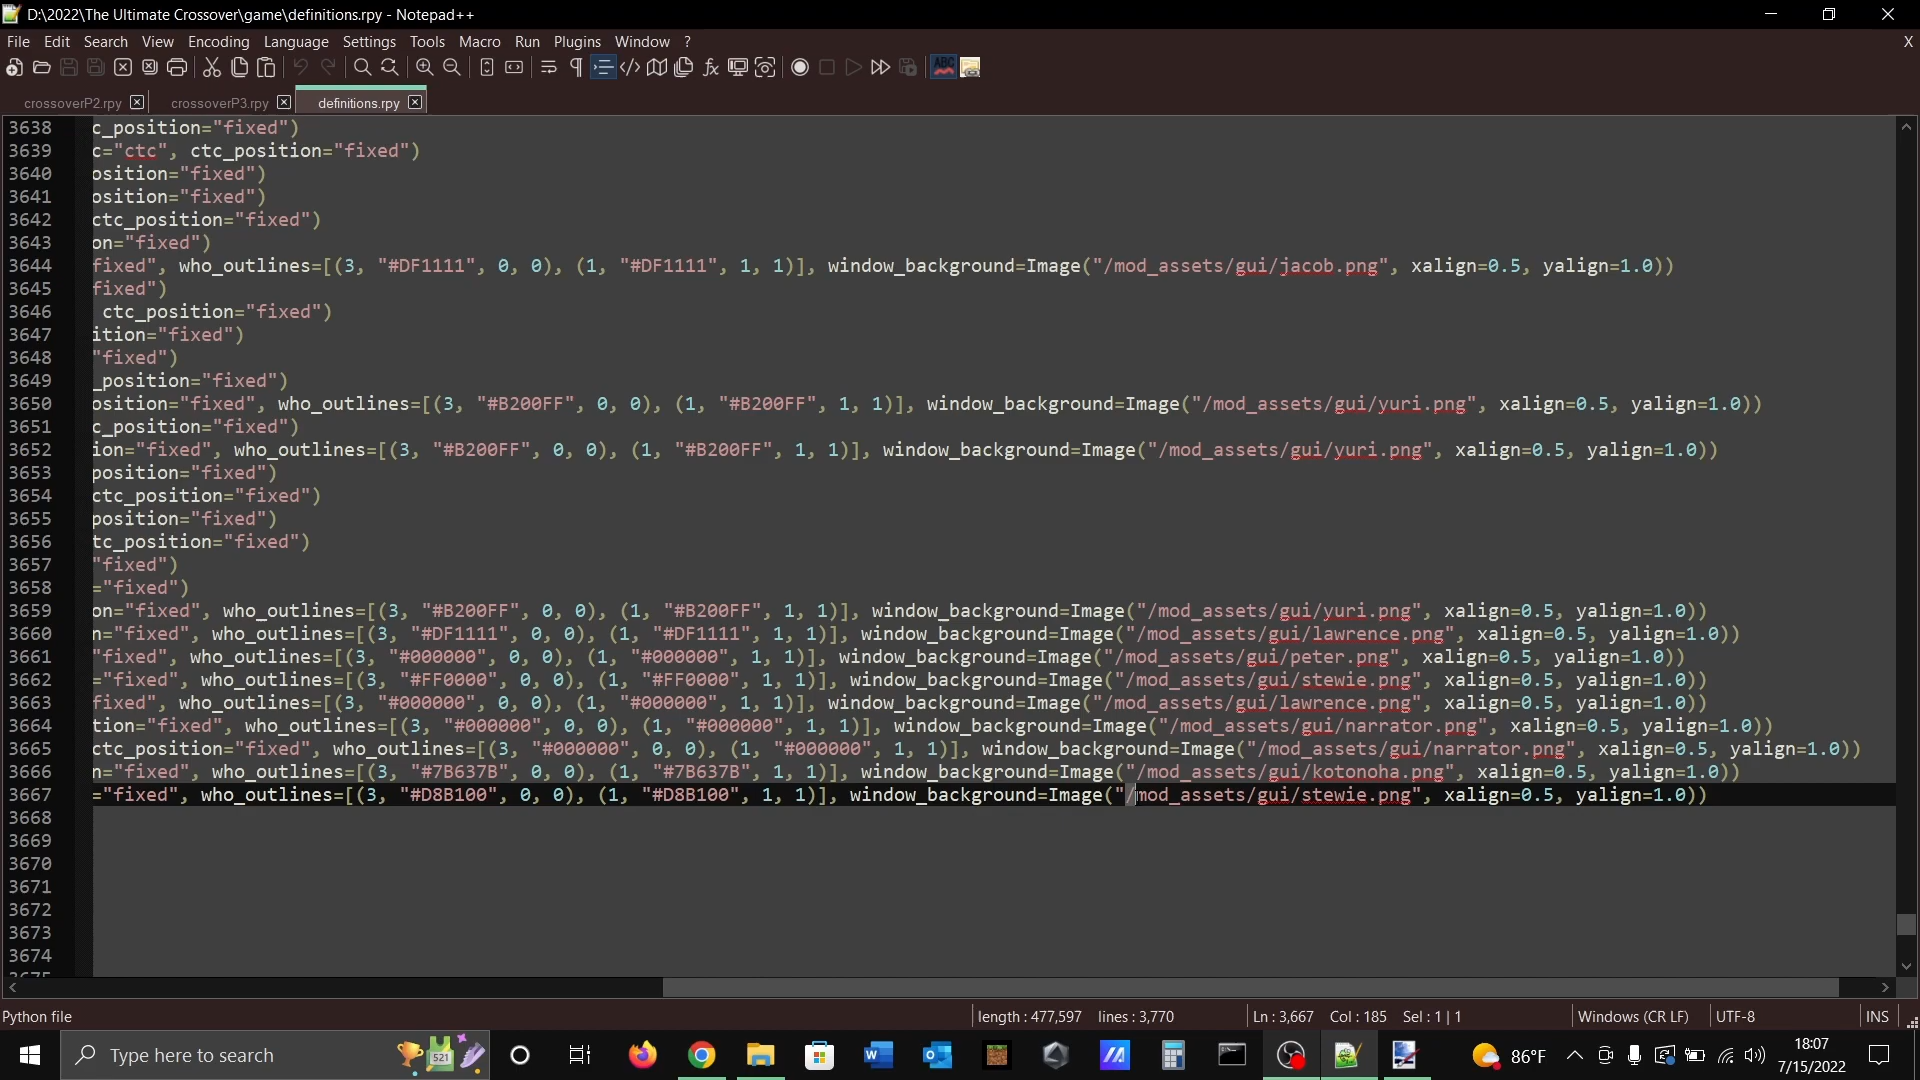 D:\2022\The Ultimate Crossover\game\definitions.rpy - Notepad++
File Edit Search View Encoding Language Settings Tools Macro Run Plugins Window ? X
crossoverP2.rpy crossoverP3.rpy definitions.rpy
3638 c_position="fixed")
3639 c="ctc", ctc_position="fixed")
3640 osition="fixed")
3641 osition="fixed")
3642 ctc_position="fixed")
3643 on="fixed")
3644 fixed", who_outlines=[(3, "#DF1111", 0, 0), (1, "#DF1111", 1, 1)], window_background=Image("/mod_assets/gui/jacob.png", xalign=0.5, yalign=1.0))
3645 fixed")
3646 ctc_position="fixed")
3647 ition="fixed")
3648 "fixed")
3649 _position="fixed")
3650 osition="fixed", who_outlines=[(3, "#B200FF", 0, 0), (1, "#B200FF", 1, 1)], window_background=Image("/mod_assets/gui/yuri.png", xalign=0.5, yalign=1.0))
3651 c_position="fixed")
3652 ion="fixed", who_outlines=[(3, "#B200FF", 0, 0), (1, "#B200FF", 1, 1)], window_background=Image("/mod_assets/gui/yuri.png", xalign=0.5, yalign=1.0))
3653 position="fixed")
3654 ctc_position="fixed")
3655 position="fixed")
3656 tc_position="fixed")
3657 "fixed")
3658 ="fixed")
3659 on="fixed", who_outlines=[(3, "#B200FF", 0, 0), (1, "#B200FF", 1, 1)], window_background=Image("/mod_assets/gui/yuri.png", xalign=0.5, yalign=1.0))
3660 n="fixed", who_outlines=[(3, "#DF1111", 0, 0), (1, "#DF1111", 1, 1)], window_background=Image("/mod_assets/gui/lawrence.png", xalign=0.5, yalign=1.0))
3661 "fixed", who_outlines=[(3, "#000000", 0, 0), (1, "#000000", 1, 1)], window_background=Image("/mod_assets/gui/peter.png", xalign=0.5, yalign=1.0))
3662 ="fixed", who_outlines=[(3, "#FF0000", 0, 0), (1, "#FF0000", 1, 1)], window_background=Image("/mod_assets/gui/stewie.png", xalign=0.5, yalign=1.0))
3663 fixed", who_outlines=[(3, "#000000", 0, 0), (1, "#000000", 1, 1)], window_background=Image("/mod_assets/gui/lawrence.png", xalign=0.5, yalign=1.0))
3664 tion="fixed", who_outlines=[(3, "#000000", 0, 0), (1, "#000000", 1, 1)], window_background=Image("/mod_assets/gui/narrator.png", xalign=0.5, yalign=1.0))
3665 ctc_position="fixed", who_outlines=[(3, "#000000", 0, 0), (1, "#000000", 1, 1)], window_background=Image("/mod_assets/gui/narrator.png", xalign=0.5, yalign=1.0))
3666 n="fixed", who_outlines=[(3, "#7B637B", 0, 0), (1, "#7B637B", 1, 1)], window_background=Image("/mod_assets/gui/kotonoha.png", xalign=0.5, yalign=1.0))
3667 ="fixed", who_outlines=[(3, "#D8B100", 0, 0), (1, "#D8B100", 1, 1)], window_background=Image("/mod_assets/gui/stewie.png", xalign=0.5, yalign=1.0))
3668
3669
3670
3671
3672
3673
3674
3675
Python file length : 477,597 lines : 3,770 Ln : 3,667 Col : 185 Sel : 1 | 1 Windows (CR LF) UTF-8 INS
Type here to search 521 86°F 18:07
7/15/2022